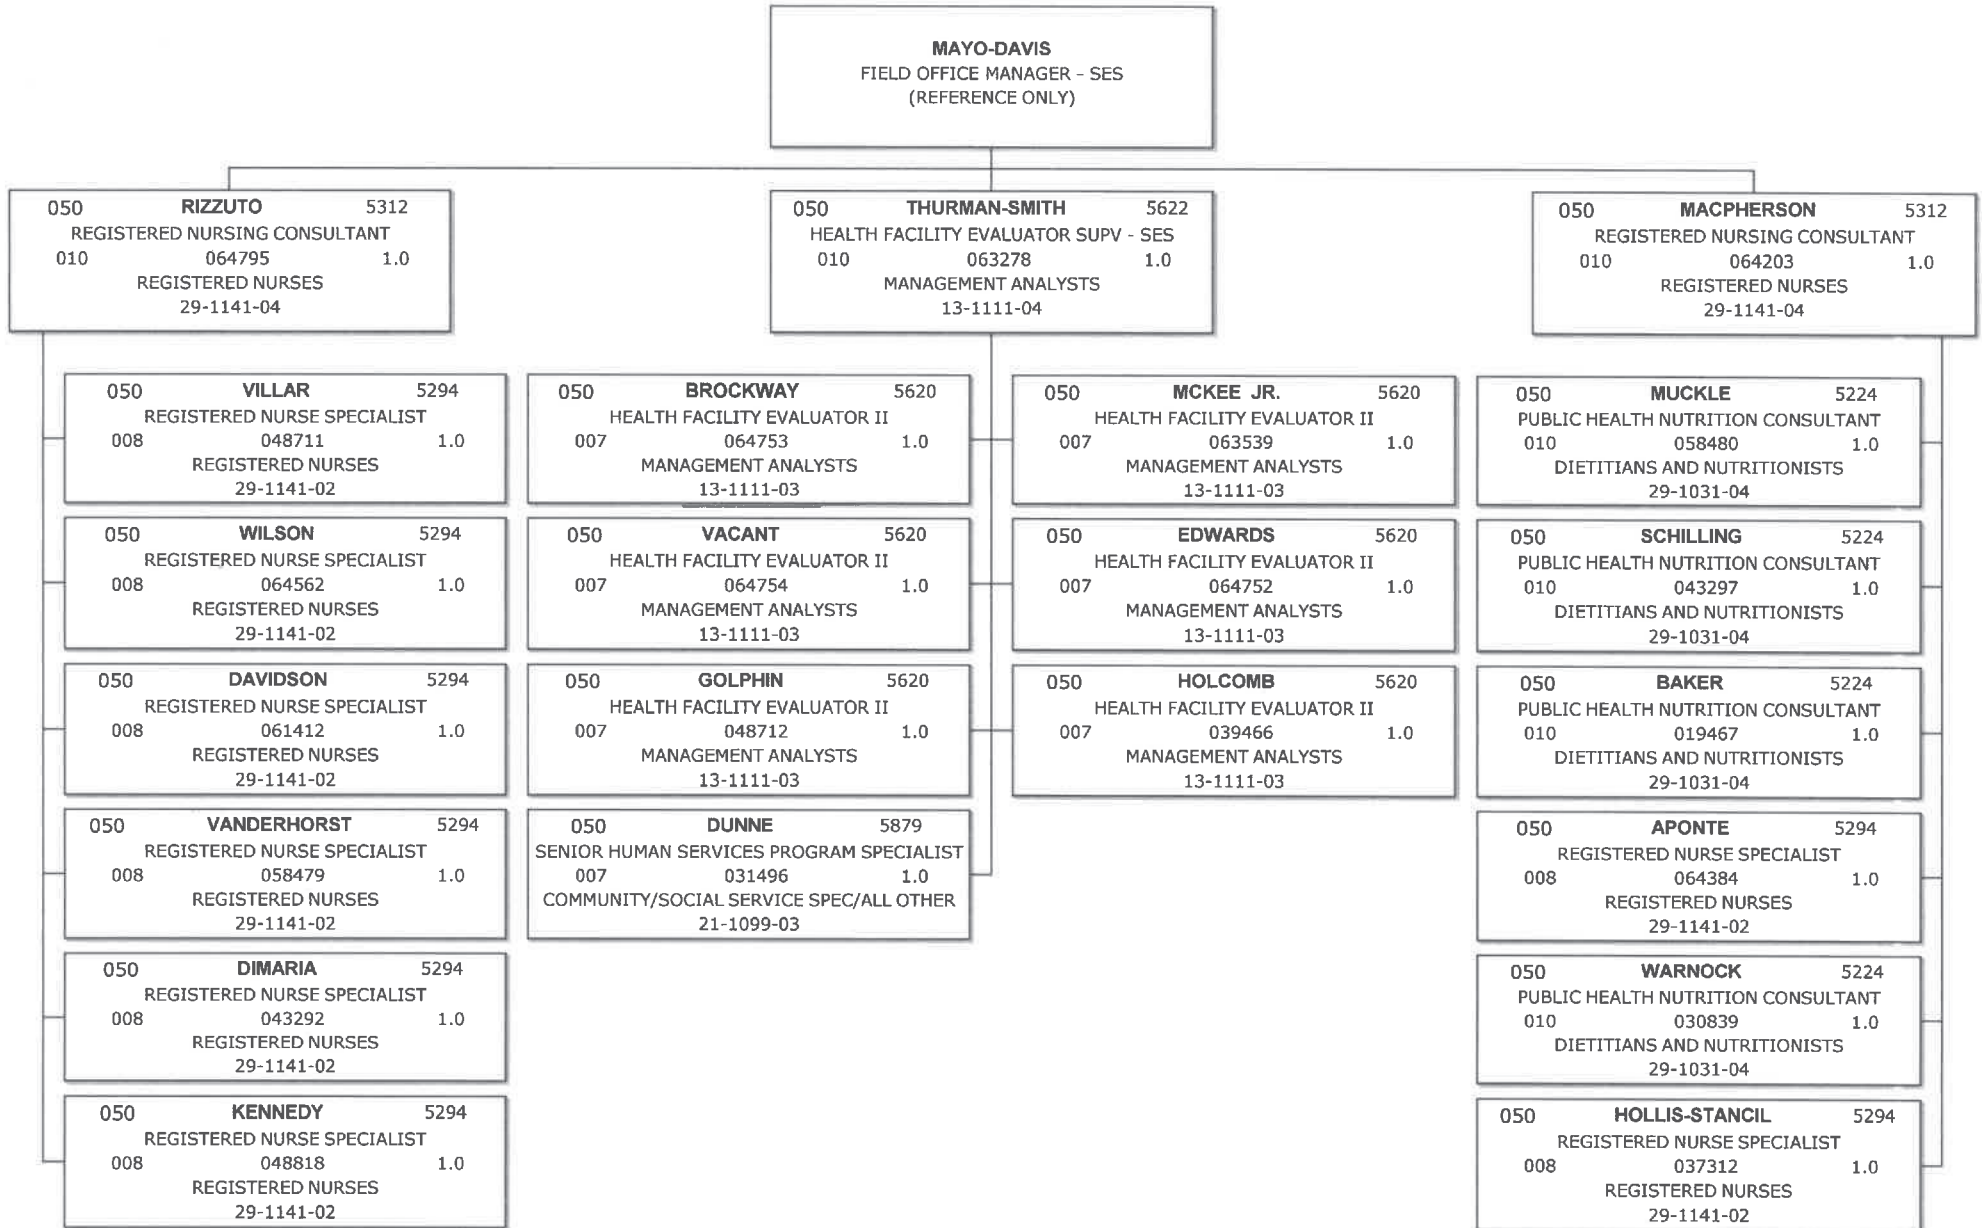 MAYO-DAVIS
FIELD OFFICE MANAGER - SES
(REFERENCE ONLY)
050 RIZZUTO 5312
REGISTERED NURSING CONSULTANT
010 064795 1.0
REGISTERED NURSES
29-1141-04
050 THURMAN-SMITH 5622
HEALTH FACILITY EVALUATOR SUPV - SES
010 063278 1.0
MANAGEMENT ANALYSTS
13-1111-04
050 MACPHERSON 5312
REGISTERED NURSING CONSULTANT
010 064203 1.0
REGISTERED NURSES
29-1141-04
050 VILLAR 5294
REGISTERED NURSE SPECIALIST
008 048711 1.0
REGISTERED NURSES
29-1141-02
050 WILSON 5294
REGISTERED NURSE SPECIALIST
008 064562 1.0
REGISTERED NURSES
29-1141-02
050 DAVIDSON 5294
REGISTERED NURSE SPECIALIST
008 061412 1.0
REGISTERED NURSES
29-1141-02
050 VANDERHORST 5294
REGISTERED NURSE SPECIALIST
008 058479 1.0
REGISTERED NURSES
29-1141-02
050 DIMARIA 5294
REGISTERED NURSE SPECIALIST
008 043292 1.0
REGISTERED NURSES
29-1141-02
050 KENNEDY 5294
REGISTERED NURSE SPECIALIST
008 048818 1.0
REGISTERED NURSES
29-1141-02
050 BROCKWAY 5620
HEALTH FACILITY EVALUATOR II
007 064753 1.0
MANAGEMENT ANALYSTS
13-1111-03
050 VACANT 5620
HEALTH FACILITY EVALUATOR II
007 064754 1.0
MANAGEMENT ANALYSTS
13-1111-03
050 GOLPHIN 5620
HEALTH FACILITY EVALUATOR II
007 048712 1.0
MANAGEMENT ANALYSTS
13-1111-03
050 DUNNE 5879
SENIOR HUMAN SERVICES PROGRAM SPECIALIST
007 031496 1.0
COMMUNITY/SOCIAL SERVICE SPEC/ALL OTHER
21-1099-03
050 MCKEE JR. 5620
HEALTH FACILITY EVALUATOR II
007 063539 1.0
MANAGEMENT ANALYSTS
13-1111-03
050 EDWARDS 5620
HEALTH FACILITY EVALUATOR II
007 064752 1.0
MANAGEMENT ANALYSTS
13-1111-03
050 HOLCOMB 5620
HEALTH FACILITY EVALUATOR II
007 039466 1.0
MANAGEMENT ANALYSTS
13-1111-03
050 MUCKLE 5224
PUBLIC HEALTH NUTRITION CONSULTANT
010 058480 1.0
DIETITIANS AND NUTRITIONISTS
29-1031-04
050 SCHILLING 5224
PUBLIC HEALTH NUTRITION CONSULTANT
010 043297 1.0
DIETITIANS AND NUTRITIONISTS
29-1031-04
050 BAKER 5224
PUBLIC HEALTH NUTRITION CONSULTANT
010 019467 1.0
DIETITIANS AND NUTRITIONISTS
29-1031-04
050 APONTE 5294
REGISTERED NURSE SPECIALIST
008 064384 1.0
REGISTERED NURSES
29-1141-02
050 WARNOCK 5224
PUBLIC HEALTH NUTRITION CONSULTANT
010 030839 1.0
DIETITIANS AND NUTRITIONISTS
29-1031-04
050 HOLLIS-STANCIL 5294
REGISTERED NURSE SPECIALIST
008 037312 1.0
REGISTERED NURSES
29-1141-02